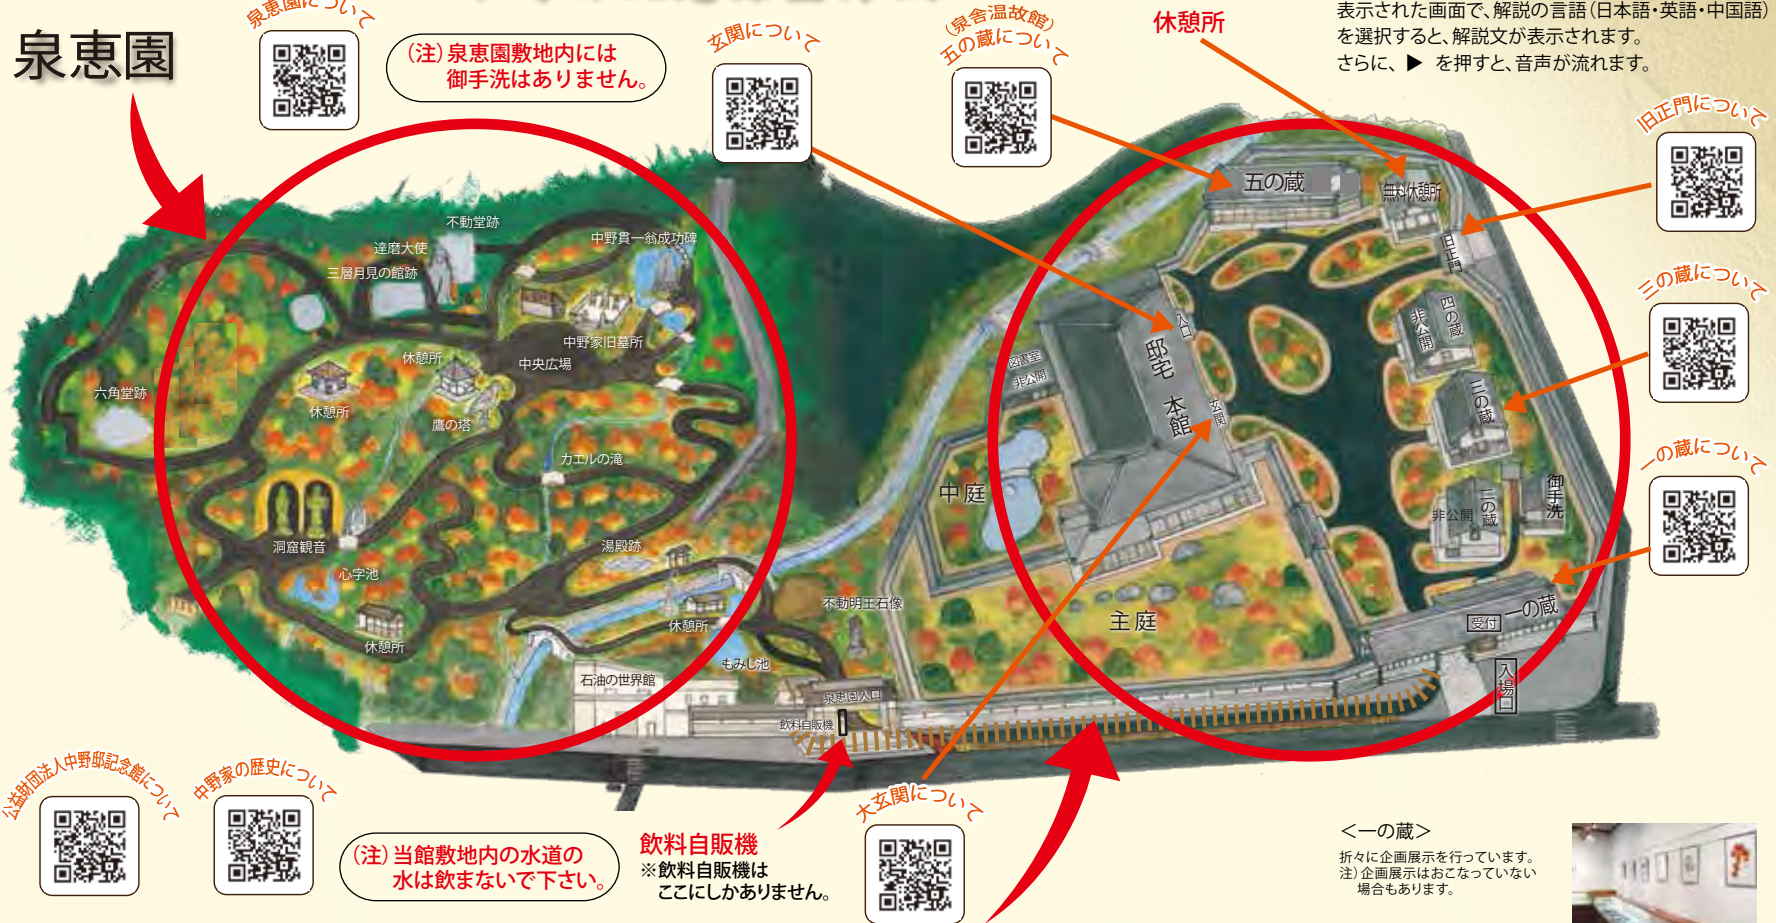 泉恵園について
泉恵園
(注)泉恵園敷地内には
御手洗はありません。
玄関について
(泉舎温故館)
五の蔵について
休憩所
表示された画面で、解説の言語(日本語・英語・中国語)
を選択すると、解説文が表示されます。
さらに、▶ を押すと、音声が流れます。
旧正門について
三の蔵について
一の蔵について
不動堂跡
達磨大使
三層月見の館跡
中野貫一翁成功碑
中野家旧墓所
中央広場
休憩所
六角堂跡
休憩所
鷹の塔
カエルの滝
洞窟観音
心字池
湯殿跡
休憩所
休憩所
もみじ池
不動明王石像
石油の世界館
泉恵園入口
飲料自販機
五の蔵
無料休憩所
旧正門
四の蔵
非公開
三の蔵
二の蔵
非公開
御手洗
入口
邸宅 本館
玄関
図書室
非公開
中庭
主庭
受付
一の蔵
入場口
公益財団法人中野邸記念館について
中野家の歴史について
(注)当館敷地内の水道の
水は飲まないで下さい。
飲料自販機
※飲料自販機は
ここにしかありません。
大玄関について
＜一の蔵＞
折々に企画展示を行っています。
注)企画展示はおこなっていない
場合もあります。